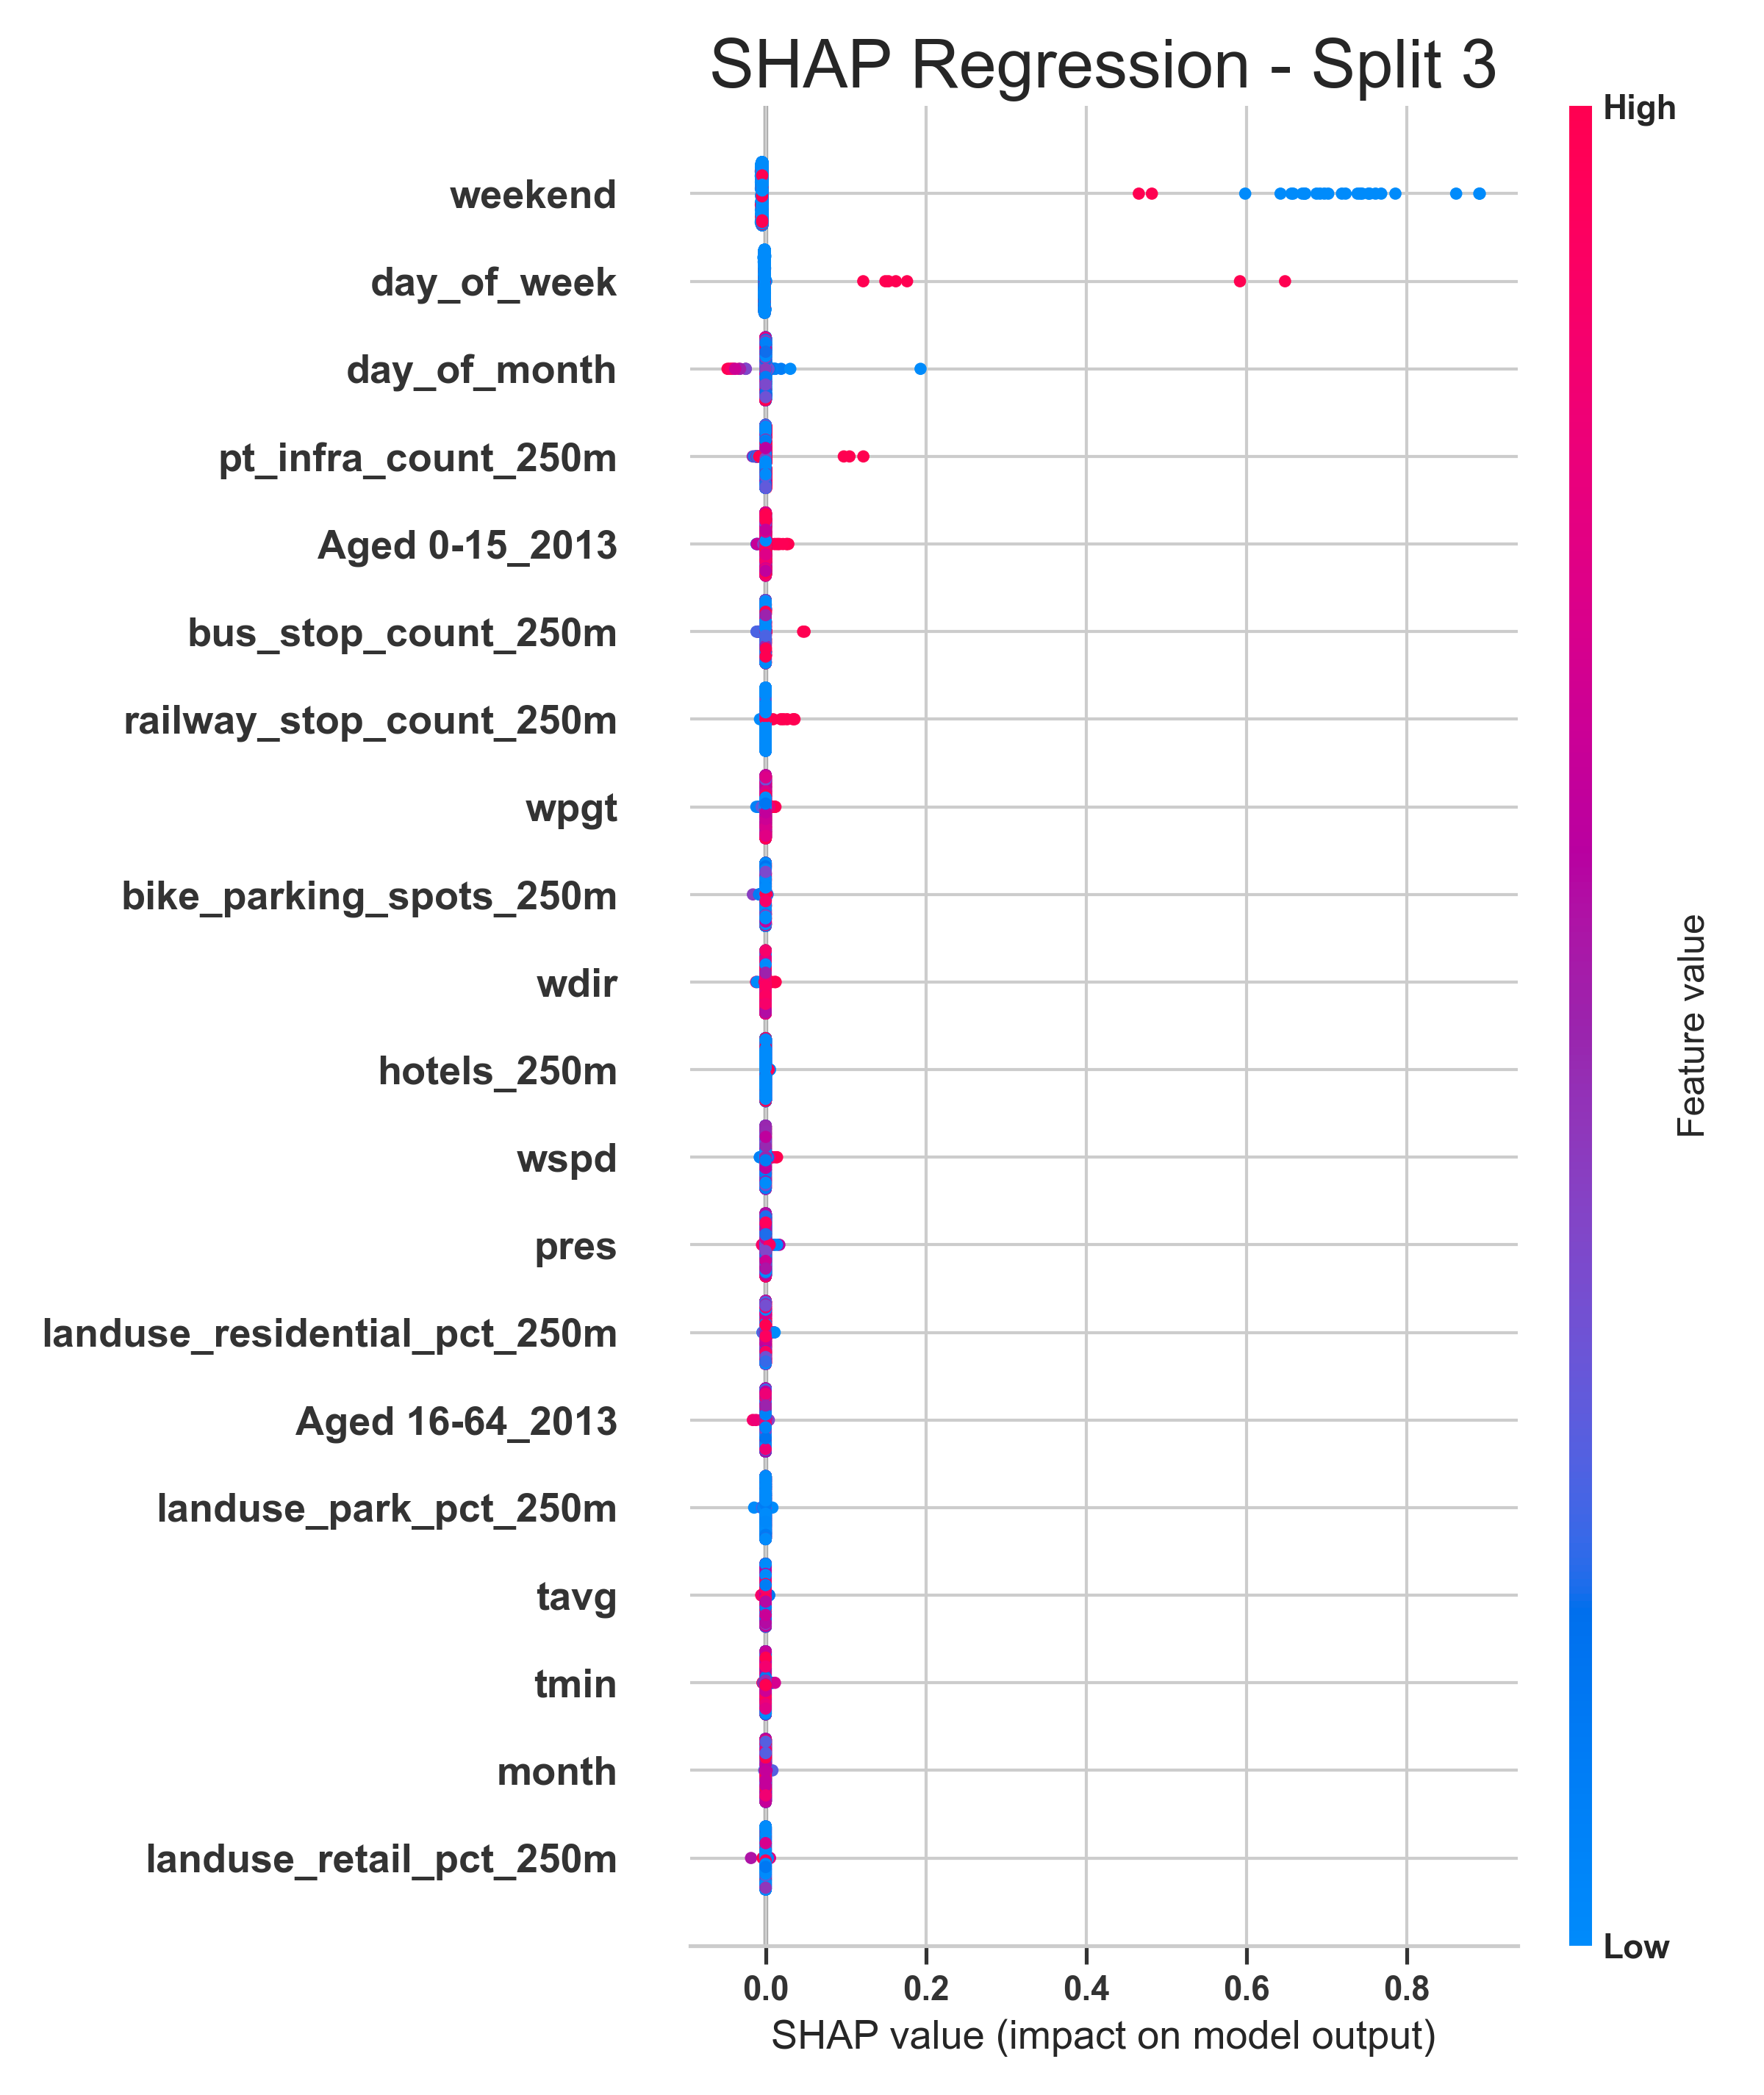 SHAP Regression - Split 3
High
weekend
day_of_week
day_of_month
pt_infra_count_250m
Aged 0-15_2013
bus_stop_count_250m
railway_stop_count_250m
wpgt
bike_parking_spots_250m
wdir
hotels_250m
wspd
pres
landuse_residential_pct_250m
Aged 16-64_2013
landuse_park_pct_250m
tavg
tmin
month
landuse_retail_pct_250m
Feature value
Low
0.0 0.2 0.4 0.6 0.8
SHAP value (impact on model output)